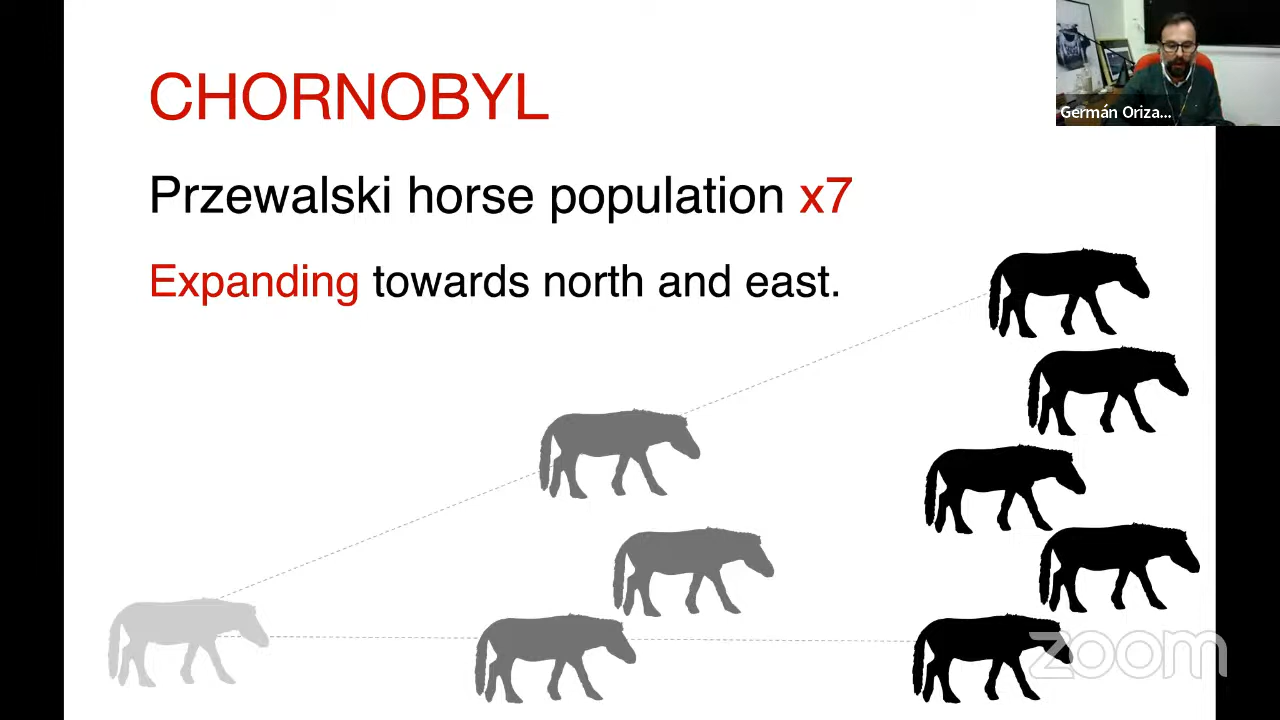 CHORNOBYL
Germán Oriza...
Przewalski horse population x7
Expanding towards north and east.
zoom